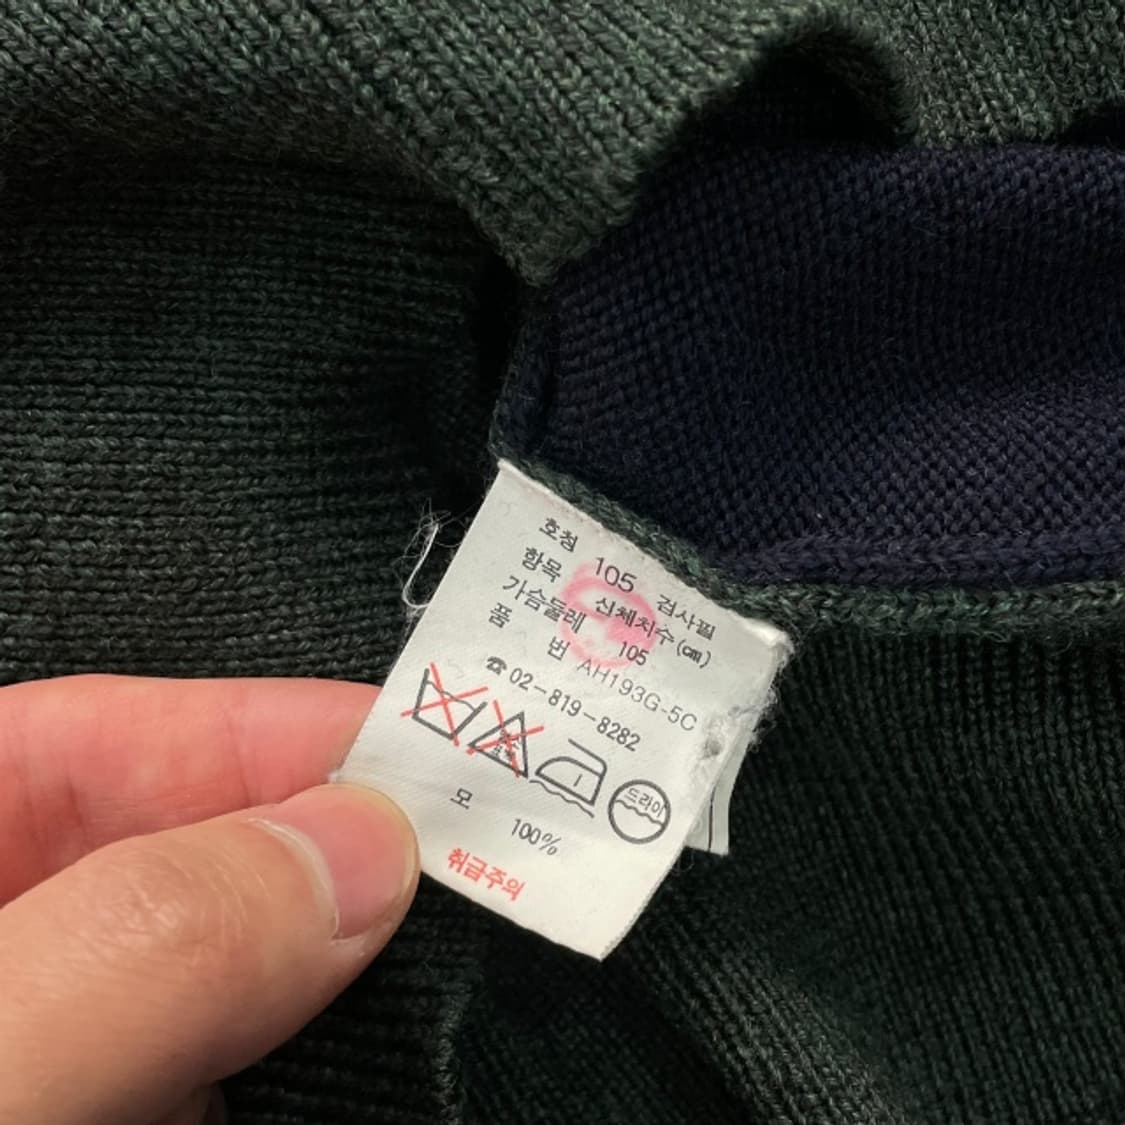 호칭 105 검사필
항목 신체치수(cm)
가슴둘레 105
품 번 AH193G-5C
☎ 02-819-8282
드라이
모 100%
취급주의